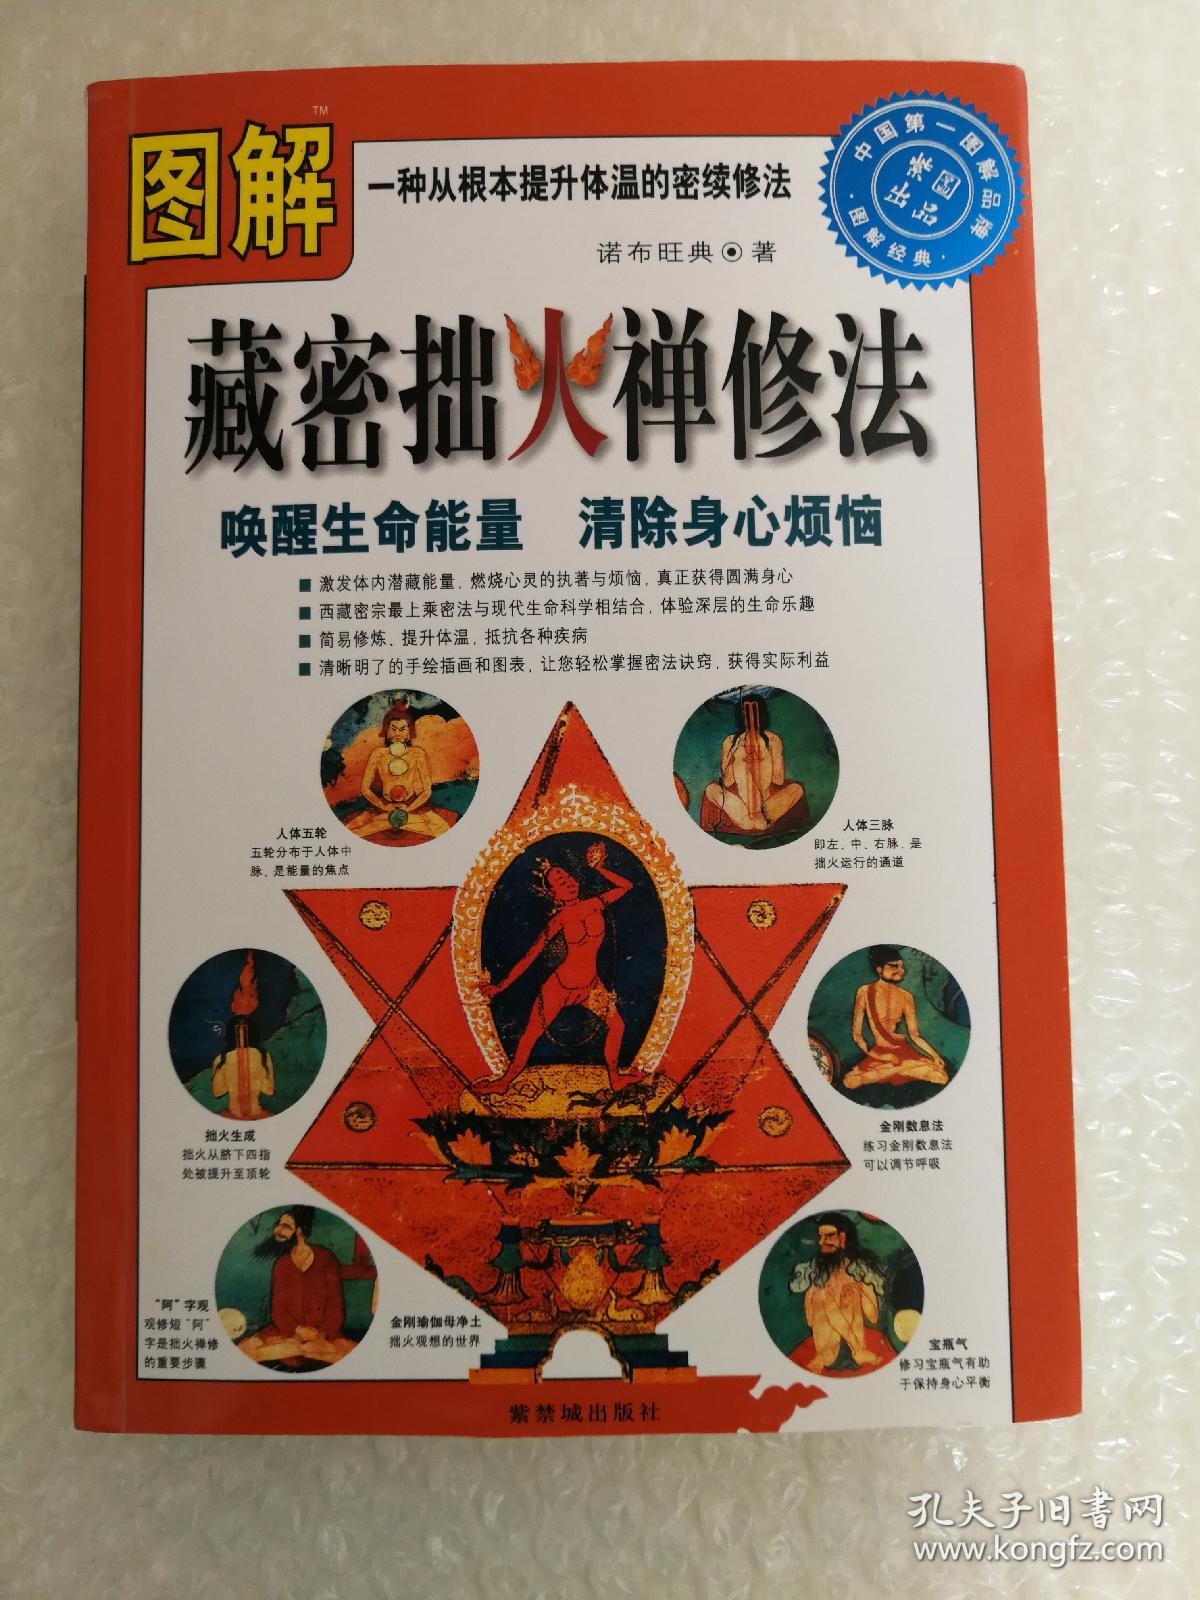 图解
TM
一种从根本提升体温的密续修法
诺布旺典⊙著
中国第一图解品牌
紫图
出品
·图解经典·
藏密拙火禅修法
唤醒生命能量 清除身心烦恼
■ 激发体内潜藏能量,燃烧心灵的执著与烦恼,真正获得圆满身心
■ 西藏密宗最上乘密法与现代生命科学相结合,体验深层的生命乐趣
■ 简易修炼、提升体温,抵抗各种疾病
■ 清晰明了的手绘插画和图表,让您轻松掌握密法诀窍,获得实际利益
人体五轮
五轮分布于人体中
脉,是能量的焦点
人体三脉
即左、中、右脉,是
拙火运行的通道
拙火生成
拙火从脐下四指
处被提升至顶轮
金刚数息法
练习金刚数息法
可以调节呼吸
“阿”字观
观修短“阿”
字是拙火禅修
的重要步骤
金刚瑜伽母净土
拙火观想的世界
宝瓶气
修习宝瓶气有助
于保持身心平衡
紫禁城出版社
孔夫子旧书网
www.kongfz.com